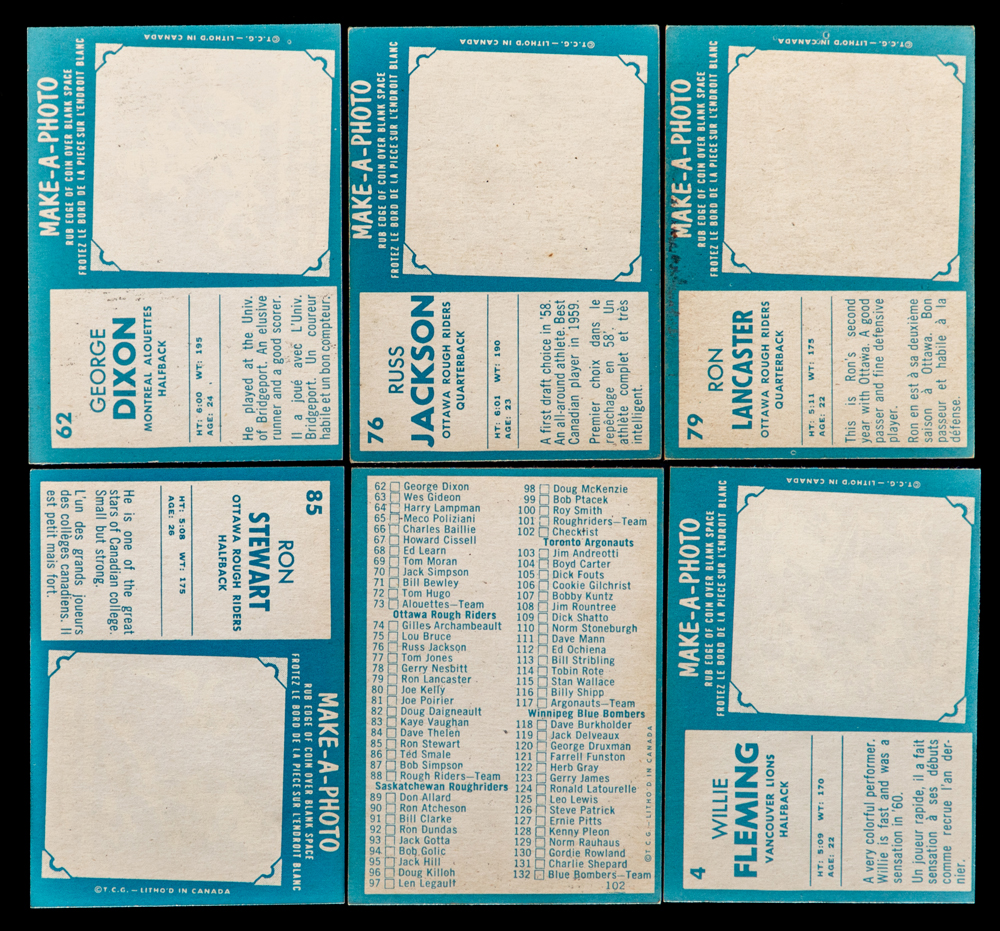 ©T.C.G. — LITHO'D IN CANADA
MAKE-A-PHOTO
RUB EDGE OF COIN OVER BLANK SPACE
FROTEZ LE BORD DE LA PIECE SUR L'ENDROIT BLANC
62
GEORGE
DIXON
MONTREAL ALOUETTES
HALFBACK
HT: 6:00 WT: 195
AGE: 24
He played at the Univ.
of Bridgeport. An elusive
runner and a good scorer.
Il a joué avec L'Univ.
Bridgeport. Un coureur
habile et un bon compteur.
©T.C.G. — LITHO'D IN CANADA
MAKE-A-PHOTO
RUB EDGE OF COIN OVER BLANK SPACE
FROTEZ LE BORD DE LA PIECE SUR L'ENDROIT BLANC
76
RUSS
JACKSON
OTTAWA ROUGH RIDERS
QUARTERBACK
HT: 6:01 WT: 190
AGE: 23
A first draft choice in '58.
An all-around athlete. Best
Canadian player in 1959.
Premier choix dans le
repêchage en 58'. Un
athlète complet et très
intelligent.
©T.C.G. — LITHO'D IN CANADA
MAKE-A-PHOTO
RUB EDGE OF COIN OVER BLANK SPACE
FROTEZ LE BORD DE LA PIECE SUR L'ENDROIT BLANC
79
RON
LANCASTER
OTTAWA ROUGH RIDERS
QUARTERBACK
HT: 5:11 WT: 175
AGE: 22
This is Ron's second
year with Ottawa. A good
passer and fine defensive
player.
Ron en est à sa deuxième
saison à Ottawa. Bon
passeur et habile à la
défense.
85
RON
STEWART
OTTAWA ROUGH RIDERS
HALFBACK
HT: 5:08 WT: 175
AGE: 26
He is one of the great
stars of Canadian college.
Small but strong.
L'un des grands joueurs
des collèges canadiens. Il
est petit mais fort.
MAKE-A-PHOTO
RUB EDGE OF COIN OVER BLANK SPACE
FROTEZ LE BORD DE LA PIECE SUR L'ENDROIT BLANC
©T.C.G. — LITHO'D IN CANADA
62 George Dixon
63 Wes Gideon
64 Harry Lampman
65 Meco Poliziani
66 Charles Baillie
67 Howard Cissell
68 Ed Learn
69 Tom Moran
70 Jack Simpson
71 Bill Bewley
72 Tom Hugo
73 Alouettes—Team
Ottawa Rough Riders
74 Gilles Archambeault
75 Lou Bruce
76 Russ Jackson
77 Tom Jones
78 Gerry Nesbitt
79 Ron Lancaster
80 Joe Kelly
81 Joe Poirier
82 Doug Daigneault
83 Kaye Vaughan
84 Dave Thelen
85 Ron Stewart
86 Ted Smale
87 Bob Simpson
88 Rough Riders—Team
Saskatchewan Roughriders
89 Don Allard
90 Ron Atcheson
91 Bill Clarke
92 Ron Dundas
93 Jack Gotta
94 Bob Golic
95 Jack Hill
96 Doug Killoh
97 Len Legault
98 Doug McKenzie
99 Bob Ptacek
100 Roy Smith
101 Roughriders—Team
102 Checklist
Toronto Argonauts
103 Jim Andreotti
104 Boyd Carter
105 Dick Fouts
106 Cookie Gilchrist
107 Bobby Kuntz
108 Jim Rountree
109 Dick Shatto
110 Norm Stoneburgh
111 Dave Mann
112 Ed Ochiena
113 Bill Stribling
114 Tobin Rote
115 Stan Wallace
116 Billy Shipp
117 Argonauts—Team
Winnipeg Blue Bombers
118 Dave Burkholder
119 Jack Delveaux
120 George Druxman
121 Farrell Funston
122 Herb Gray
123 Gerry James
124 Ronald Latourelle
125 Leo Lewis
126 Steve Patrick
127 Ernie Pitts
128 Kenny Pleon
129 Norm Rauhaus
130 Gordie Rowland
131 Charlie Shepard
132 Blue Bombers—Team
102
©T.C.G.—LITHO'D IN CANADA
©T.C.G. — LITHO'D IN CANADA
MAKE-A-PHOTO
RUB EDGE OF COIN OVER BLANK SPACE
FROTEZ LE BORD DE LA PIECE SUR L'ENDROIT BLANC
4
WILLIE
FLEMING
VANCOUVER LIONS
HALFBACK
HT: 5:09 WT: 170
AGE: 22
A very colorful performer.
Willie is fast and was a
sensation in '60.
Un joueur rapide, il a fait
sensation à ses débuts
comme recrue l'an der-
nier.